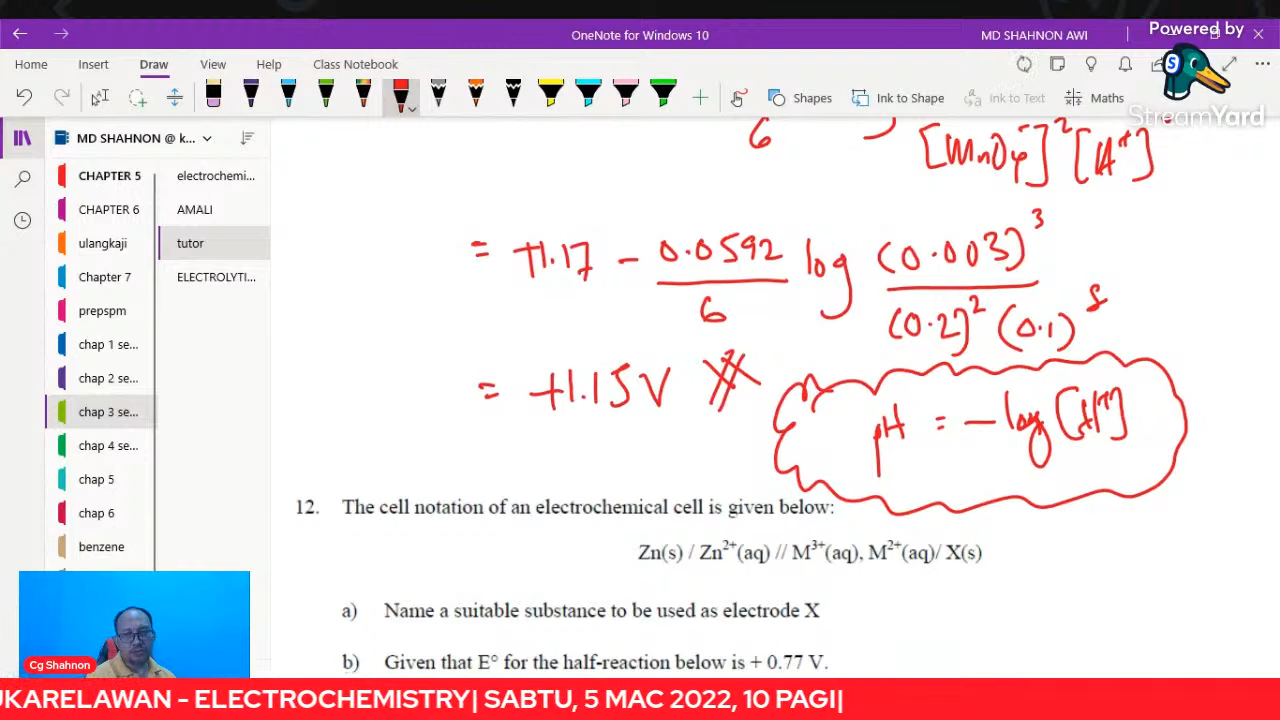 OneNote for Windows 10
MD SHAHNON AWI
Powered by
StreamYard
Home Insert Draw View Help Class Notebook
Shapes Ink to Shape Ink to Text Maths
MD SHAHNON @ k...
CHAPTER 5
CHAPTER 6
ulangkaji
Chapter 7
prepspm
chap 1 se...
chap 2 se...
chap 3 se...
chap 4 se...
chap 5
chap 6
benzene
electrochemi...
AMALI
tutor
ELECTROLYTI...
6 [MnO4⁻]² [H⁺]
= +1.17 - 0.0592/6 log (0.003)³/(0.2)² (0.1)⁸
= +1.15V
pH = -log [H⁺]
12. The cell notation of an electrochemical cell is given below:
Zn(s) / Zn²⁺(aq) // M³⁺(aq), M²⁺(aq)/ X(s)
a) Name a suitable substance to be used as electrode X
b) Given that E° for the half-reaction below is + 0.77 V.
Cg Shahnon
UKARELAWAN - ELECTROCHEMISTRY| SABTU, 5 MAC 2022, 10 PAGI|